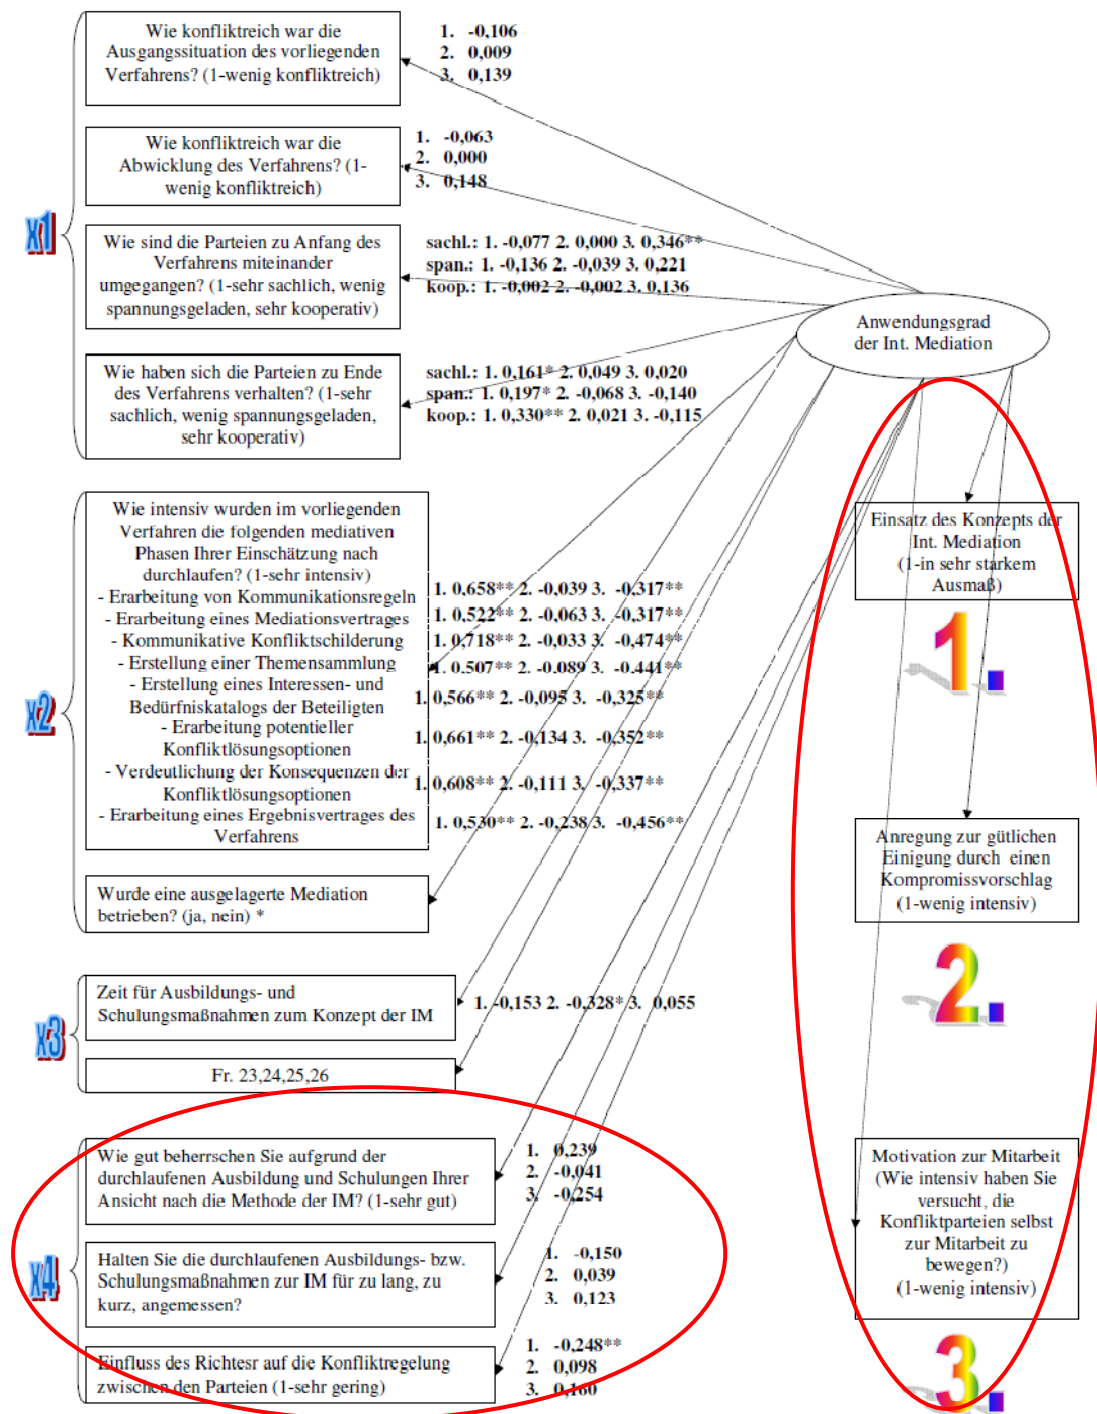 Wie konfliktreich war die
Ausgangssituation des vorliegenden
Verfahrens? (1-wenig konfliktreich)
1. -0,106
2. 0,009
3. 0,139
Wie konfliktreich war die
Abwicklung des Verfahrens? (1-
wenig konfliktreich)
1. -0,063
2. 0,000
3. 0,148
x1
Wie sind die Parteien zu Anfang des
Verfahrens miteinander
umgegangen? (1-sehr sachlich, wenig
spannungsgeladen, sehr kooperativ)
sachl.: 1. -0,077 2. 0,000 3. 0,346**
span.: 1. -0,136 2. -0,039 3. 0,221
koop.: 1. -0,002 2. -0,002 3. 0,136
Anwendungsgrad
der Int. Mediation
Wie haben sich die Parteien zu Ende
des Verfahrens verhalten? (1-sehr
sachlich, wenig spannungsgeladen,
sehr kooperativ)
sachl.: 1. 0,161* 2. 0,049 3. 0,020
span.: 1. 0,197* 2. -0,068 3. -0,140
koop.: 1. 0,330** 2. 0,021 3. -0,115
x2
Wie intensiv wurden im vorliegenden
Verfahren die folgenden mediativen
Phasen Ihrer Einschätzung nach
durchlaufen? (1-sehr intensiv)
- Erarbeitung von Kommunikationsregeln
- Erarbeitung eines Mediationsvertrages
- Kommunikative Konfliktschilderung
- Erstellung einer Themensammlung
- Erstellung eines Interessen- und
Bedürfniskatalogs der Beteiligten
- Erarbeitung potentieller
Konfliktlösungsoptionen
- Verdeutlichung der Konsequenzen der
Konfliktlösungsoptionen
- Erarbeitung eines Ergebnisvertrages des
Verfahrens
1. 0,658** 2. -0,039 3. -0,317**
1. 0,522** 2. -0,063 3. -0,317**
1. 0,718** 2. -0,033 3. -0,474**
1. 0.507** 2. -0.089 3. -0.441**
1. 0,566** 2. -0,095 3. -0,325**
1. 0,661** 2. -0,134 3. -0,352**
1. 0,608** 2. -0,111 3. -0,337**
1. 0,530** 2. -0,238 3. -0,456**
Wurde eine ausgelagerte Mediation
betrieben? (ja, nein) *
x3
Zeit für Ausbildungs- und
Schulungsmaßnahmen zum Konzept der IM
1. -0,153 2. -0,328* 3. 0,055
Fr. 23,24,25,26
x4
Wie gut beherrschen Sie aufgrund der
durchlaufenen Ausbildung und Schulungen Ihrer
Ansicht nach die Methode der IM? (1-sehr gut)
1. 0,239
2. -0,041
3. -0,254
Halten Sie die durchlaufenen Ausbildungs- bzw.
Schulungsmaßnahmen zur IM für zu lang, zu
kurz, angemessen?
1. -0,150
2. 0,039
3. 0,123
Einfluss des Richtesr auf die Konfliktregelung
zwischen den Parteien (1-sehr gering)
1. -0,248**
2. 0,098
3. 0,160
Einsatz des Konzepts der
Int. Mediation
(1-in sehr starkem
Ausmaß)
1.
Anregung zur gütlichen
Einigung durch einen
Kompromissvorschlag
(1-wenig intensiv)
2.
Motivation zur Mitarbeit
(Wie intensiv haben Sie
versucht, die
Konfliktparteien selbst
zur Mitarbeit zu
bewegen?)
(1-wenig intensiv)
3.